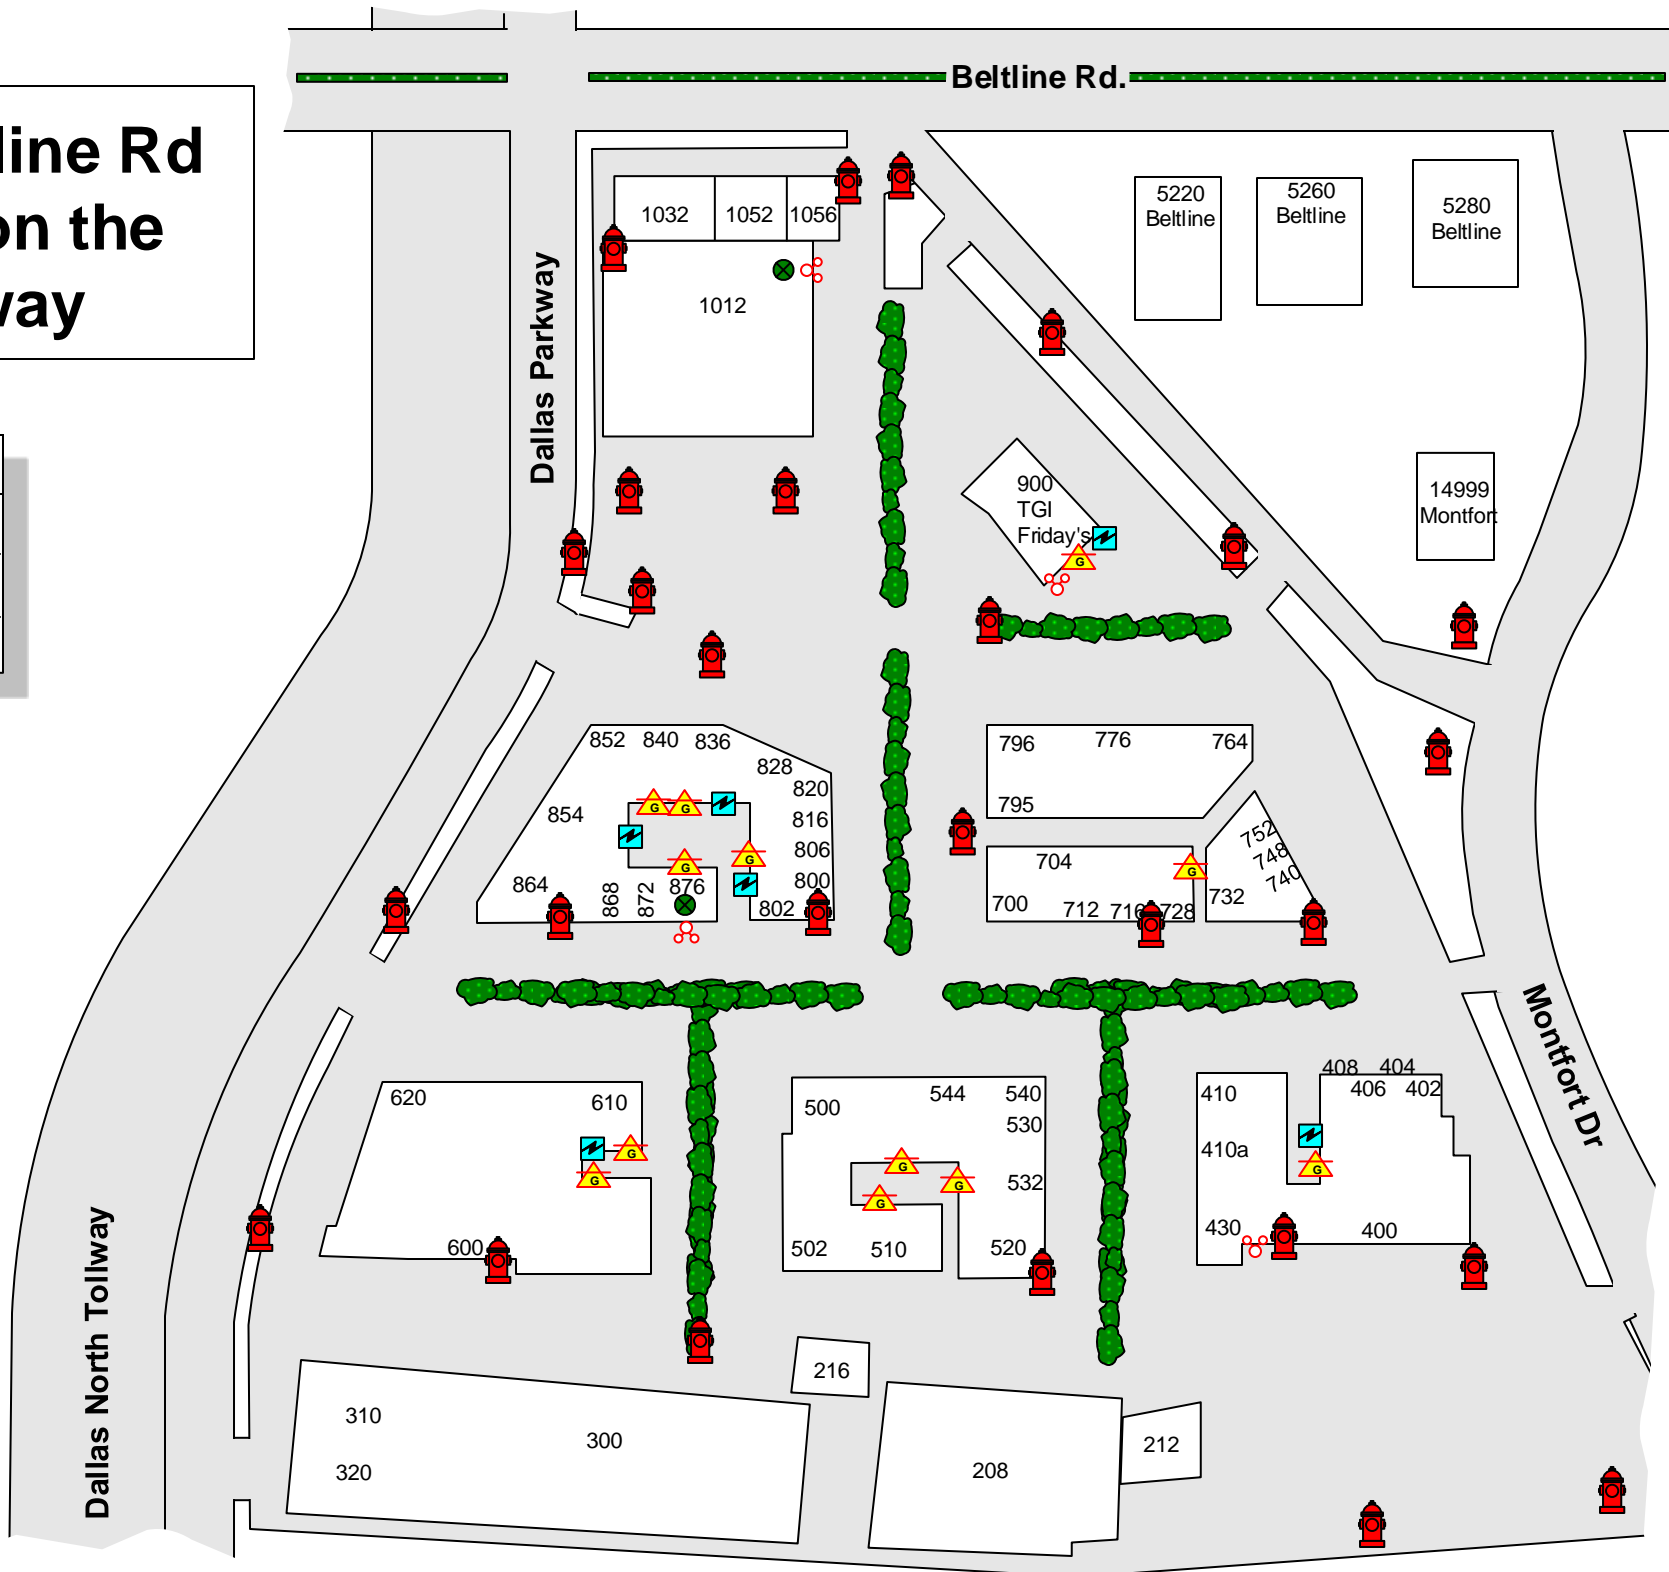 Beltline Rd.
line Rd
on the
way
Dallas Parkway
1032
1052
1056
1012
5220
Beltline
5260
Beltline
5280
Beltline
900
TGI
Friday's
14999
Montfort
852
840
836
828
820
816
806
800
802
854
864
868
872
876
G
G
G
G
G
796
776
764
795
752
748
740
732
704
700
712
716
728
G
Montfort Dr
620
610
600
G
G
500
544
540
530
532
520
502
510
G
G
G
410
410a
430
408
404
406
402
400
G
Dallas North Tollway
216
310
300
320
208
212